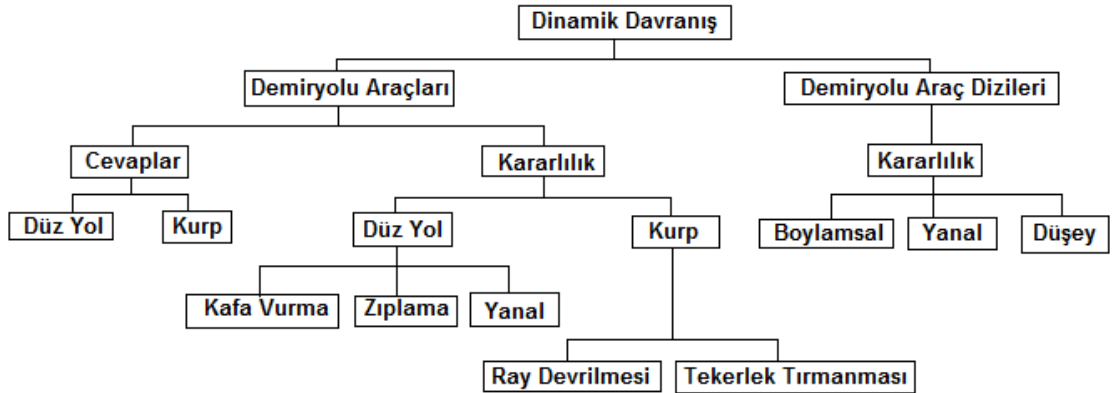 Dinamik Davranış
Demiryolu Araçları
Demiryolu Araç Dizileri
Cevaplar
Kararlılık
Kararlılık
Düz Yol
Kurp
Düz Yol
Kurp
Boylamsal
Yanal
Düşey
Kafa Vurma
Zıplama
Yanal
Ray Devrilmesi
Tekerlek Tırmanması